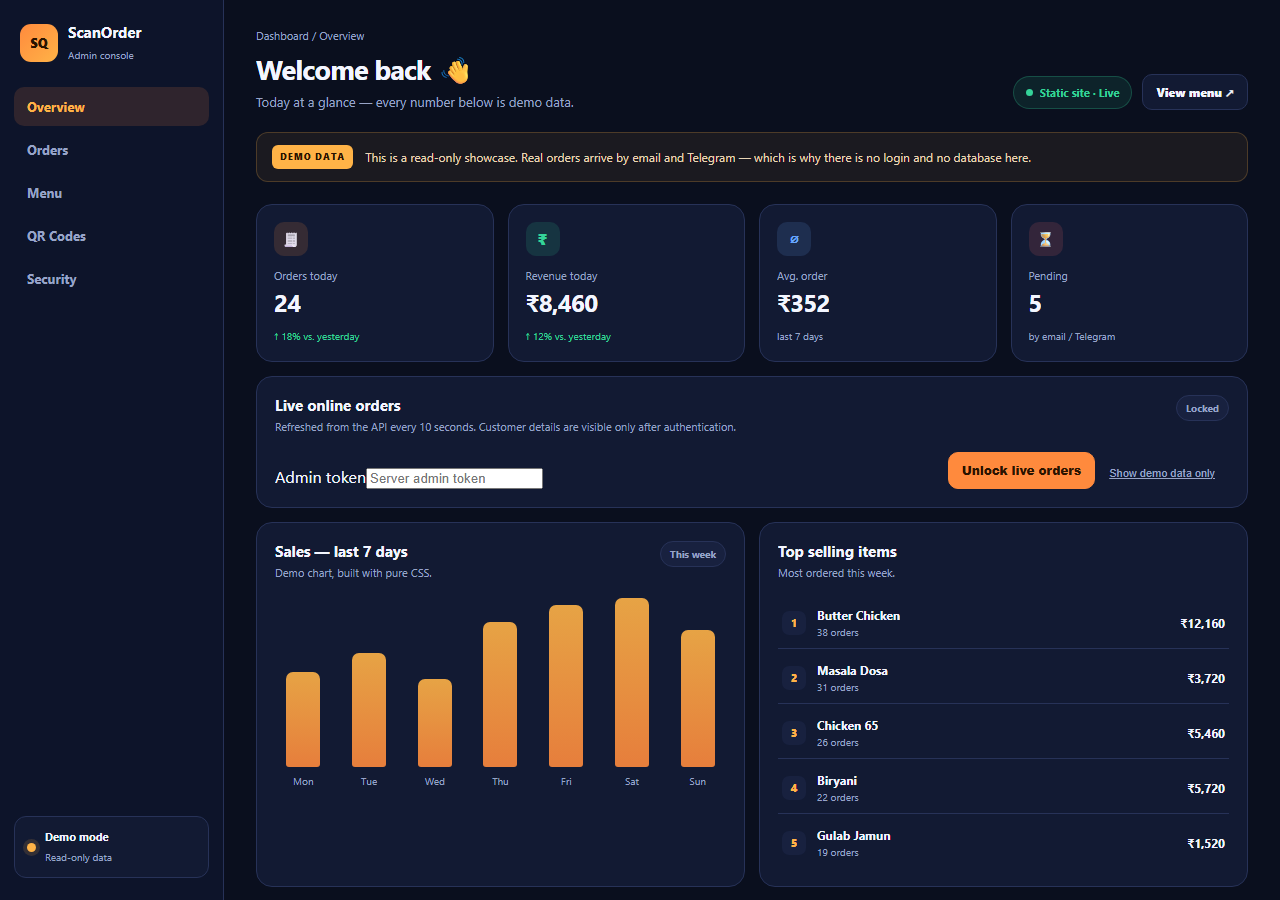 SQ
ScanOrder
Admin console
Overview
Orders
Menu
QR Codes
Security
Demo mode
Read-only data
Dashboard / Overview
Welcome back 👋
Today at a glance — every number below is demo data.
Static site · Live
View menu ↗
DEMO DATA
This is a read-only showcase. Real orders arrive by email and Telegram — which is why there is no login and no database here.
Orders today
24
↑ 18% vs. yesterday
₹
Revenue today
₹8,460
↑ 12% vs. yesterday
Ø
Avg. order
₹352
last 7 days
Pending
5
by email / Telegram
Live online orders
Refreshed from the API every 10 seconds. Customer details are visible only after authentication.
Locked
Admin token
Server admin token
Unlock live orders
Show demo data only
Sales — last 7 days
Demo chart, built with pure CSS.
This week
Mon
Tue
Wed
Thu
Fri
Sat
Sun
Top selling items
Most ordered this week.
1
Butter Chicken
38 orders
₹12,160
2
Masala Dosa
31 orders
₹3,720
3
Chicken 65
26 orders
₹5,460
4
Biryani
22 orders
₹5,720
5
Gulab Jamun
19 orders
₹1,520